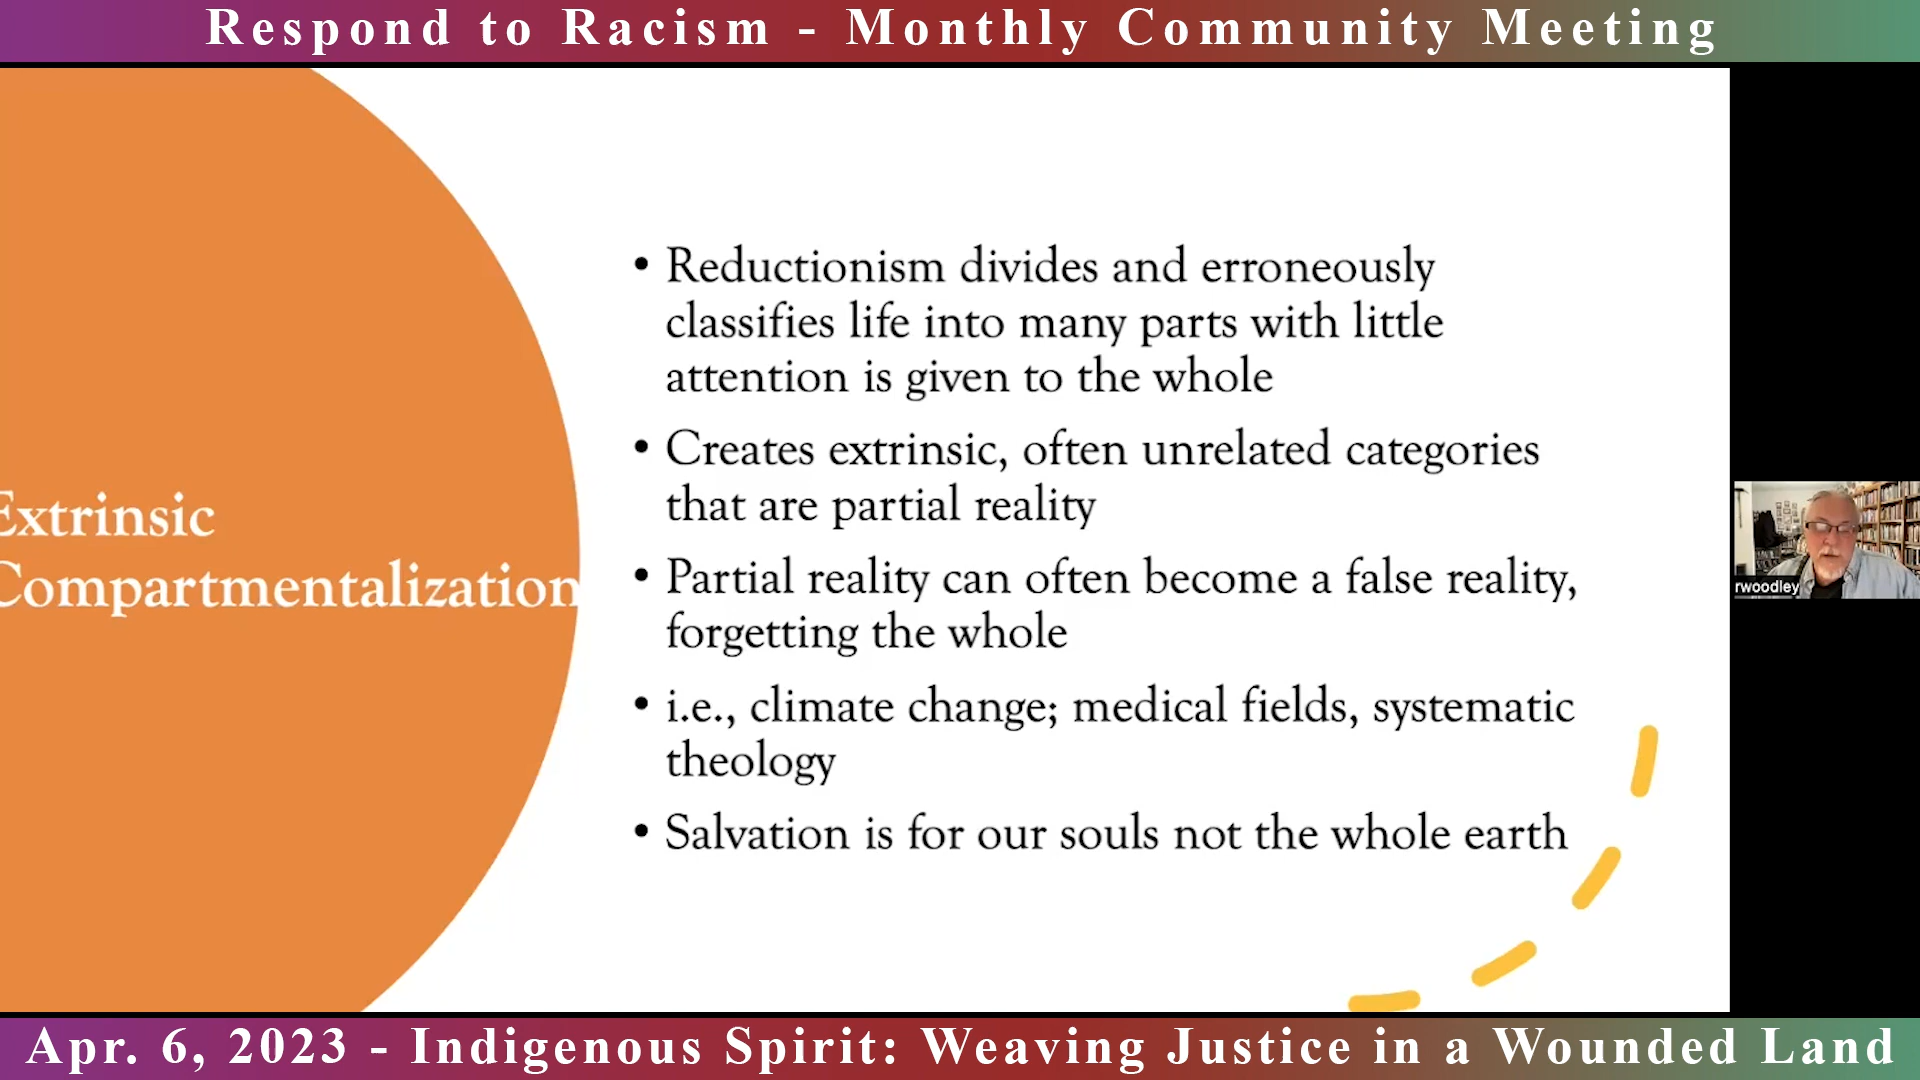 Respond to Racism - Monthly Community Meeting
Extrinsic
Compartmentalization
• Reductionism divides and erroneously
classifies life into many parts with little
attention is given to the whole
• Creates extrinsic, often unrelated categories
that are partial reality
• Partial reality can often become a false reality,
forgetting the whole
• i.e., climate change; medical fields, systematic
theology
• Salvation is for our souls not the whole earth
rwoodley
Apr. 6, 2023 - Indigenous Spirit: Weaving Justice in a Wounded Land